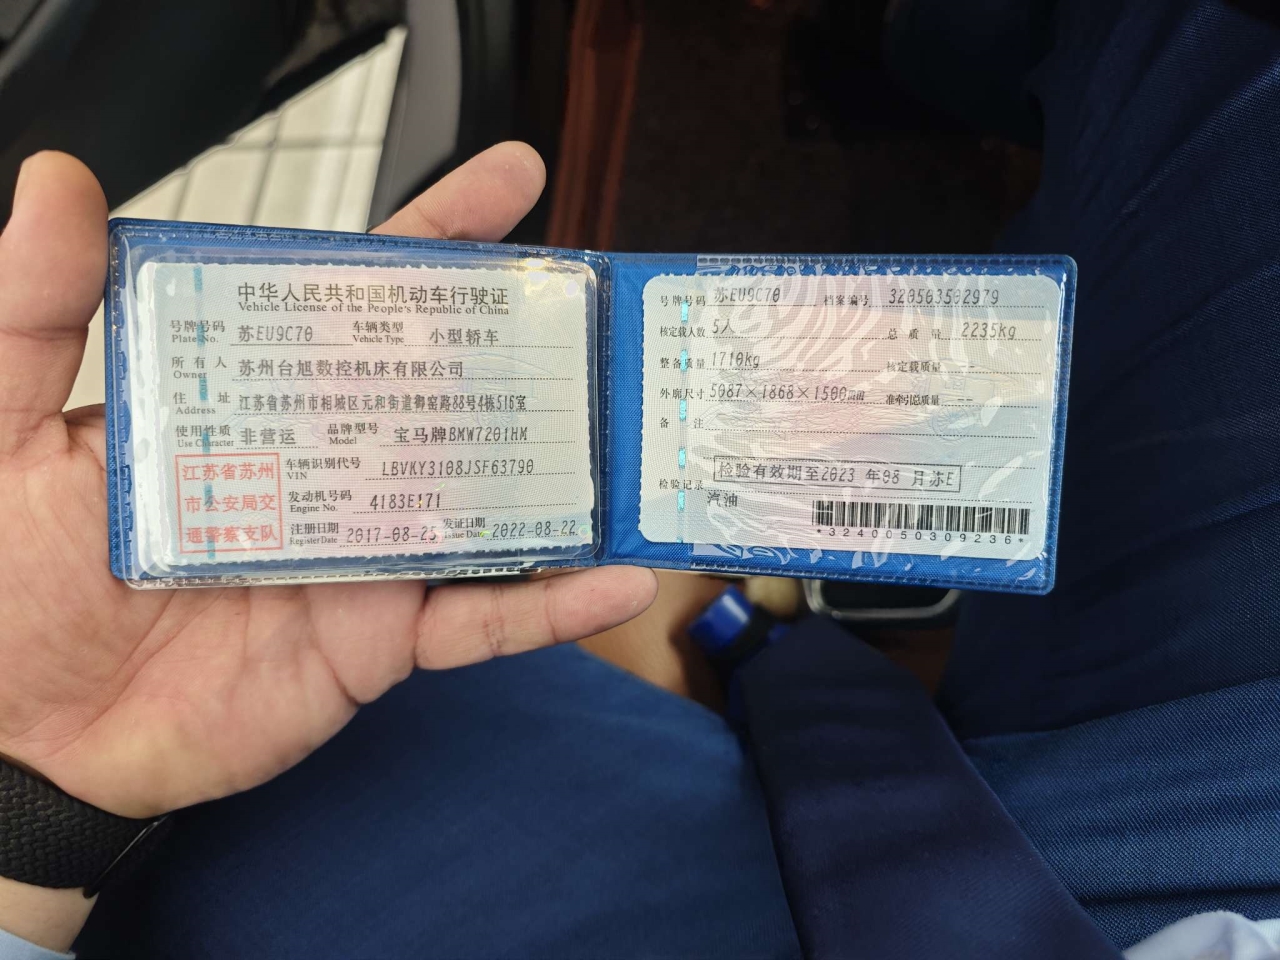 中华人民共和国机动车行驶证
Vehicle License of the People's Republic of China
号牌号码 苏EU9C70 车辆类型 小型轿车
Plate No. Vehicle Type
所有人 苏州台旭数控机床有限公司
Owner
住址 江苏省苏州市相城区元和街道御窑路88号4栋516室
Address
使用性质 非营运 品牌型号 宝马牌BMW7201HM
Use Character Model
江苏省苏州
市公安局交
通警察支队
车辆识别代号 LBVKY3108JSF63790
VIN
发动机号码 4183E171
Engine No.
注册日期 2017-08-25 发证日期 2022-08-22
Register Date Issue Date
号牌号码 苏EU9C70 档案编号 320503502979
核定载人数 5人 总质量 2235kg
整备质量 1710kg 核定载质量 --
外廓尺寸 5087×1868×1500mm 准牵引总质量 --
备注
检验有效期至2023 年08 月苏E
检验记录
汽油
*3240050309236*